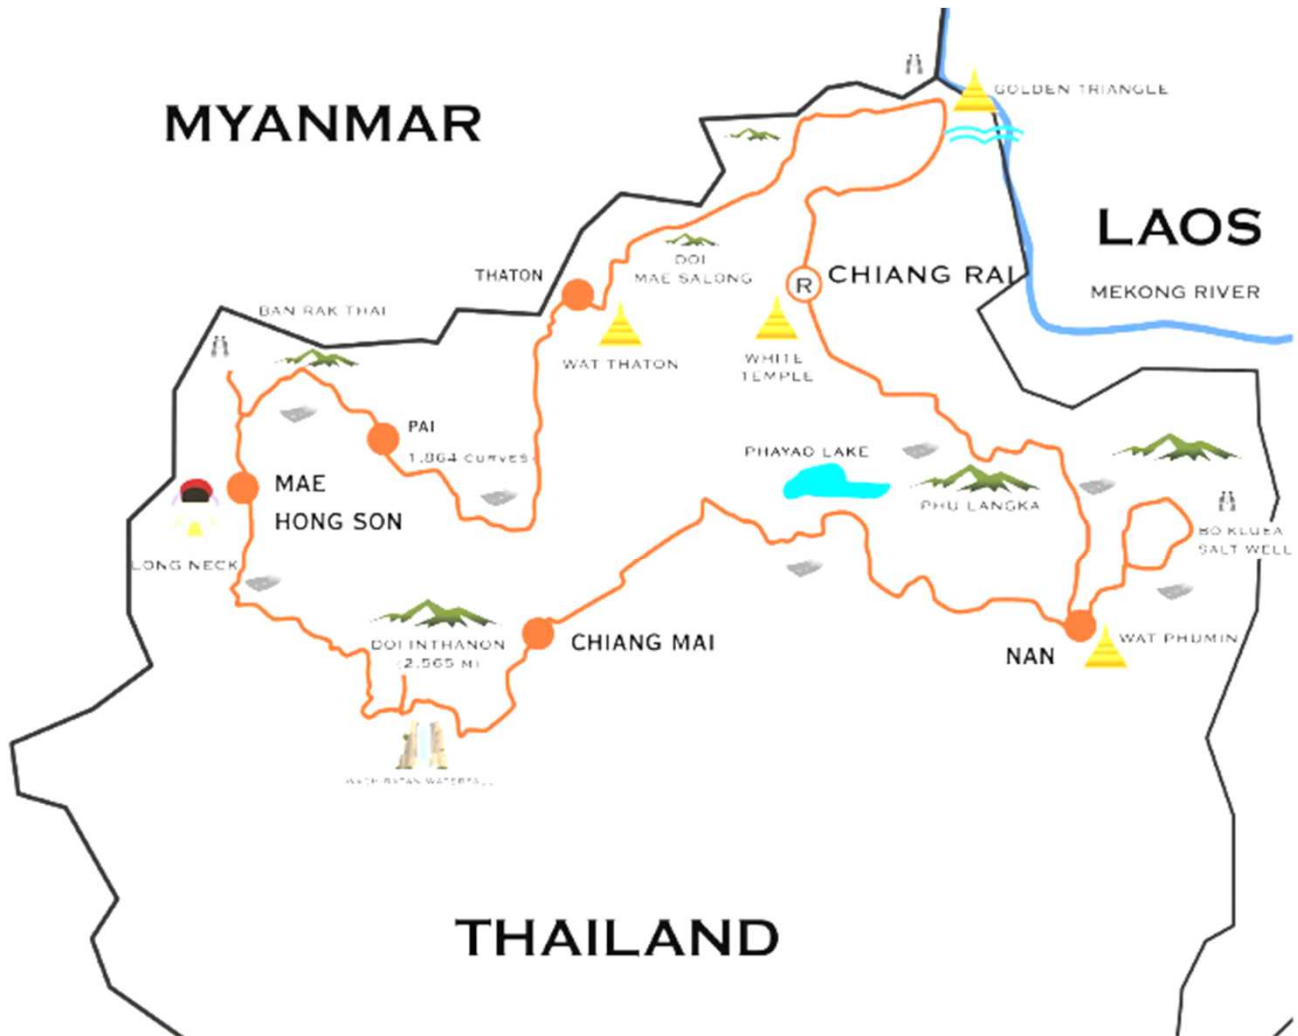 MYANMAR
GOLDEN TRIANGLE
LAOS
MEKONG RIVER
THATON
DOI
MAE SALONG
R
CHIANG RAI
BAN RAK THAI
WAT THATON
WHITE
TEMPLE
PAI
1,864 CURVES
PHAYAO LAKE
PHU LANGKA
MAE
HONG SON
LONG NECK
BO KLUEA
SALT WELL
DOI INTHANON
(2,565 M)
CHIANG MAI
NAN
WAT PHUMIN
WACHIRATAN WATERFALL
THAILAND